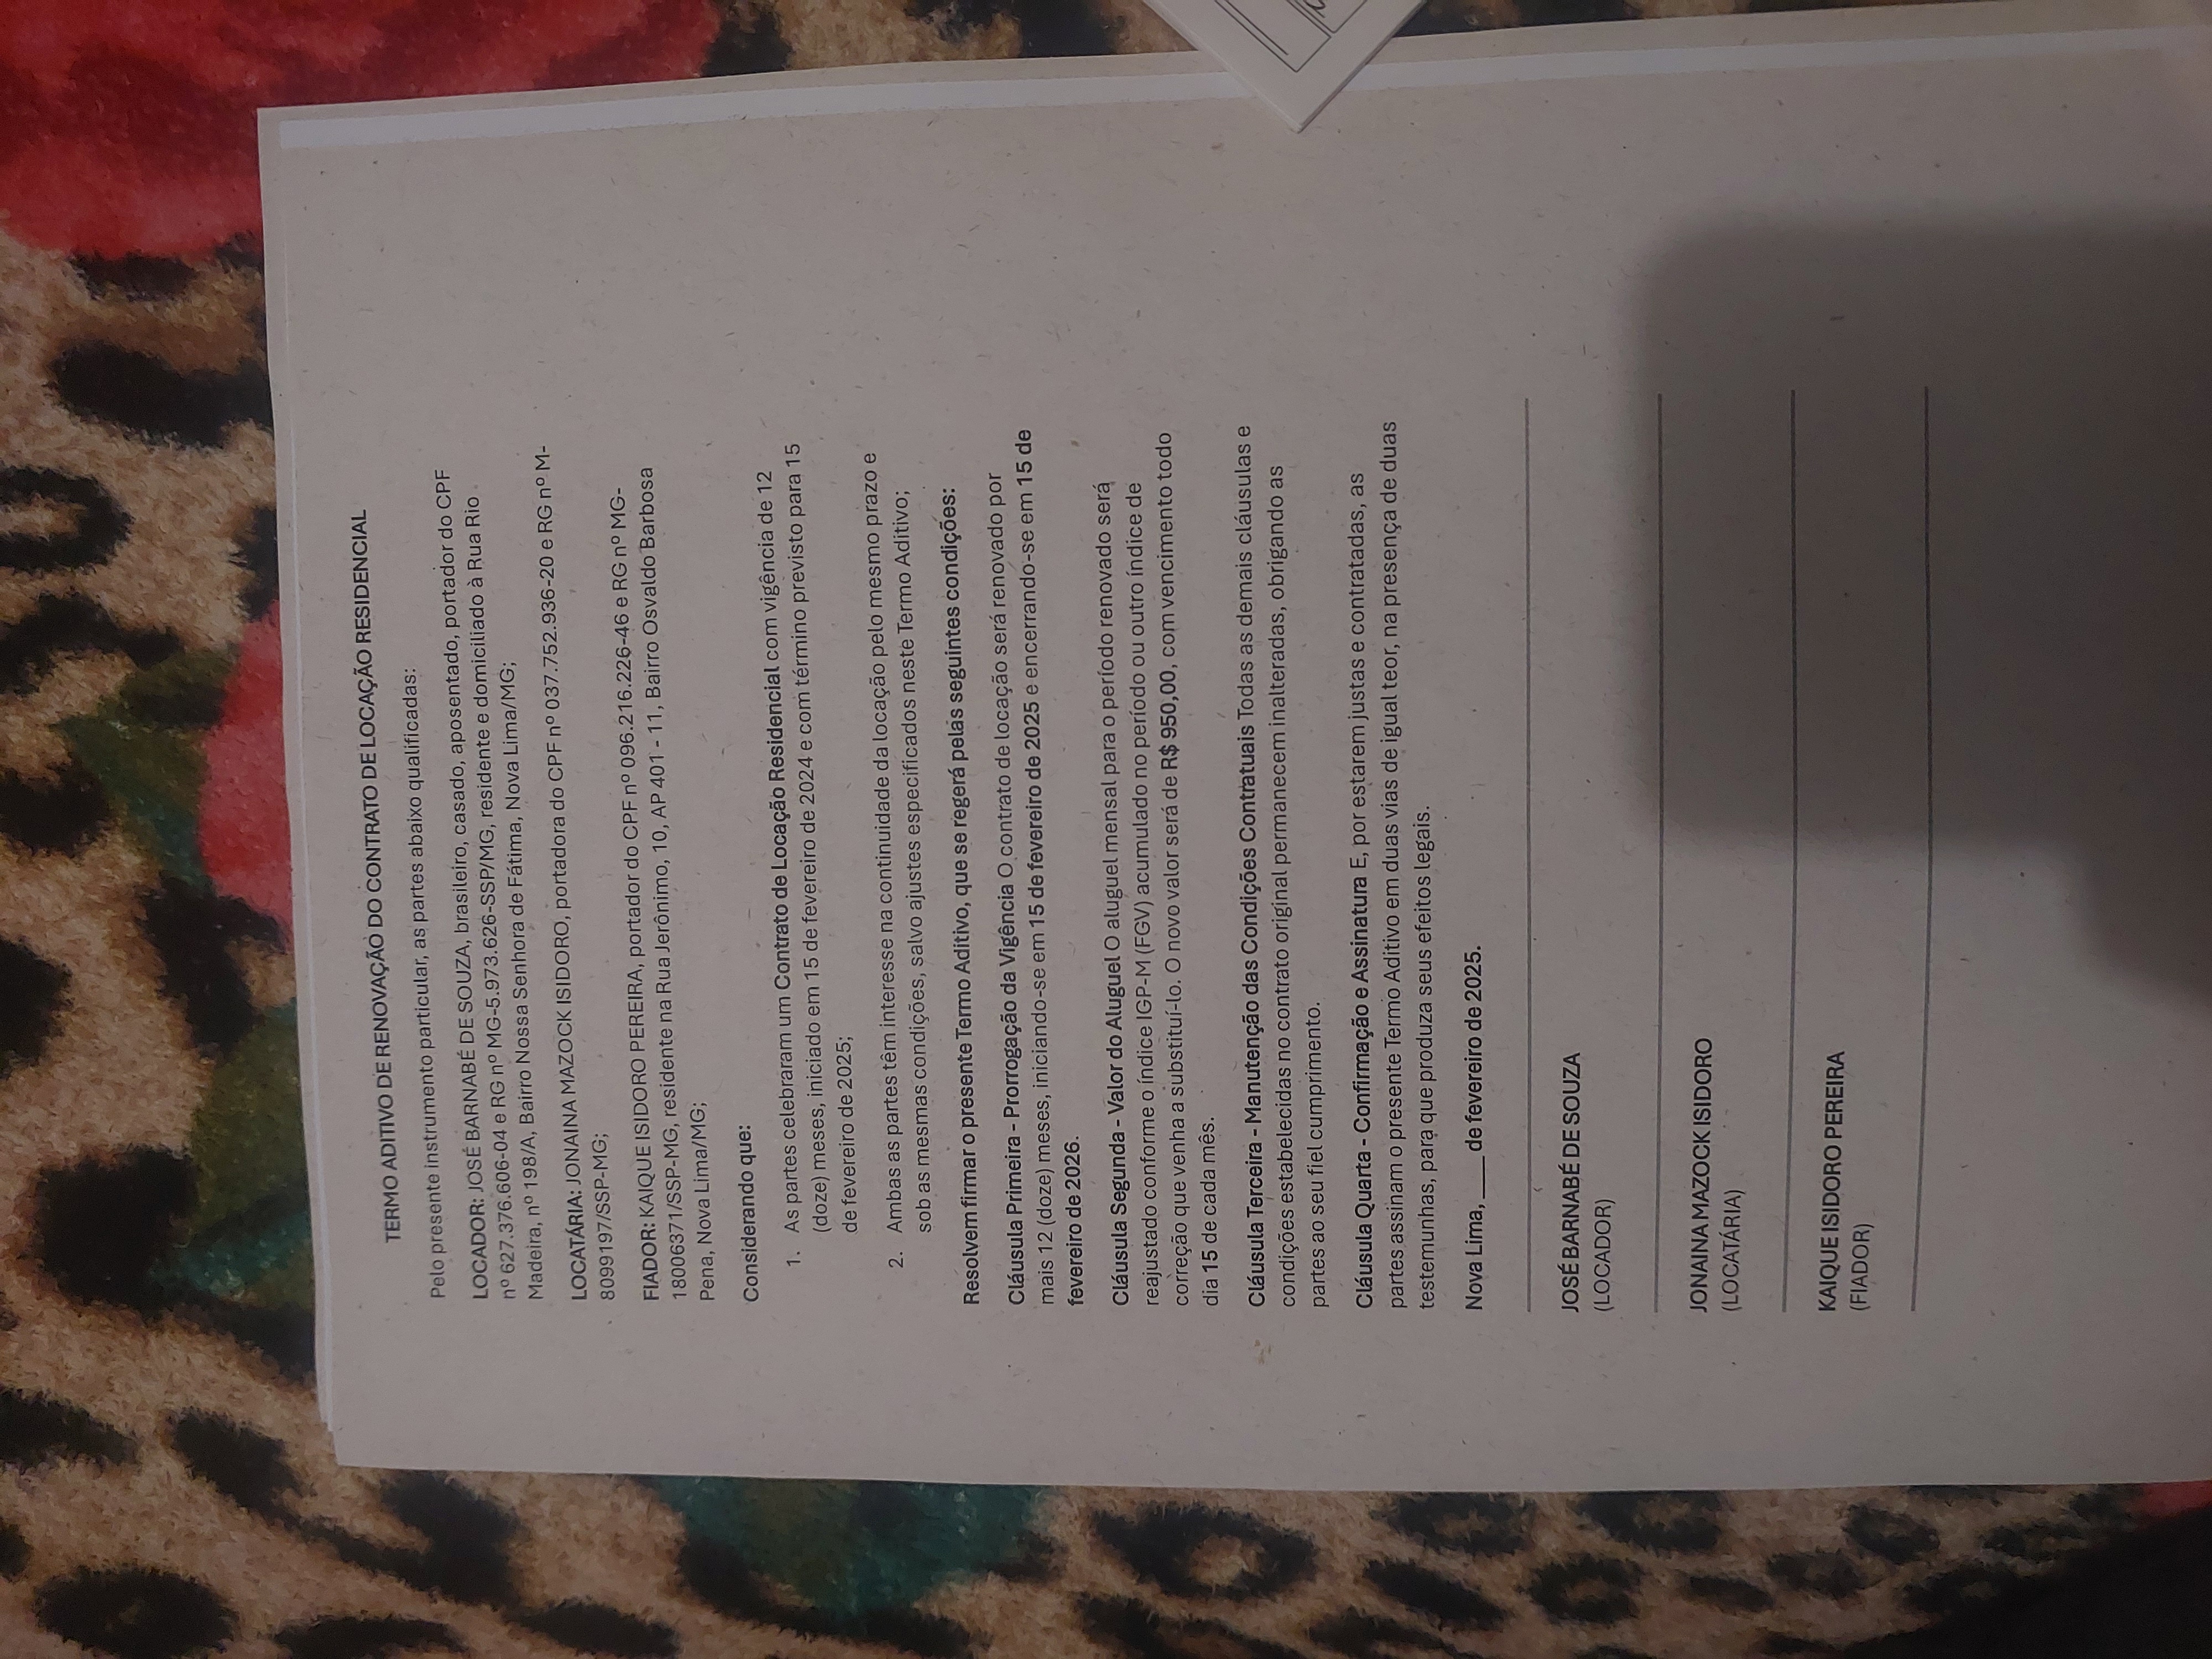 TERMO ADITIVO DE RENOVAÇÃO DO CONTRATO DE LOCAÇÃO RESIDENCIAL
Pelo presente instrumento particular, as partes abaixo qualificadas:
LOCADOR: JOSÉ BARNABÉ DE SOUZA, brasileiro, casado, aposentado, portador do CPF
nº 627.376.606-04 e RG nº MG-5.973.626-SSP/MG, residente e domiciliado à Rua Rio
Madeira, nº 198/A, Bairro Nossa Senhora de Fátima, Nova Lima/MG;
LOCATÁRIA: JONAINA MAZOCK ISIDORO, portadora do CPF nº 037.752.936-20 e RG nº M-
8099197/SSP-MG;
FIADOR: KAIQUE ISIDORO PEREIRA, portador do CPF nº 096.216.226-46 e RG nº MG-
18006371/SSP-MG, residente na Rua Jerônimo, 10, AP 401 - 11, Bairro Osvaldo Barbosa
Pena, Nova Lima/MG;
Considerando que:
1. As partes celebraram um Contrato de Locação Residencial com vigência de 12
(doze) meses, iniciado em 15 de fevereiro de 2024 e com término previsto para 15
de fevereiro de 2025;
2. Ambas as partes têm interesse na continuidade da locação pelo mesmo prazo e
sob as mesmas condições, salvo ajustes especificados neste Termo Aditivo;
Resolvem firmar o presente Termo Aditivo, que se regerá pelas seguintes condições:
Cláusula Primeira - Prorrogação da Vigência O contrato de locação será renovado por
mais 12 (doze) meses, iniciando-se em 15 de fevereiro de 2025 e encerrando-se em 15 de
fevereiro de 2026.
Cláusula Segunda - Valor do Aluguel O aluguel mensal para o período renovado será
reajustado conforme o índice IGP-M (FGV) acumulado no período ou outro índice de
correção que venha a substituí-lo. O novo valor será de R$ 950,00, com vencimento todo
dia 15 de cada mês.
Cláusula Terceira - Manutenção das Condições Contratuais Todas as demais cláusulas e
condições estabelecidas no contrato original permanecem inalteradas, obrigando as
partes ao seu fiel cumprimento.
Cláusula Quarta - Confirmação e Assinatura E, por estarem justas e contratadas, as
partes assinam o presente Termo Aditivo em duas vias de igual teor, na presença de duas
testemunhas, para que produza seus efeitos legais.
Nova Lima, ____ de fevereiro de 2025.
JOSÉ BARNABÉ DE SOUZA
(LOCADOR)
JONAINA MAZOCK ISIDORO
(LOCATÁRIA)
KAIQUE ISIDORO PEREIRA
(FIADOR)